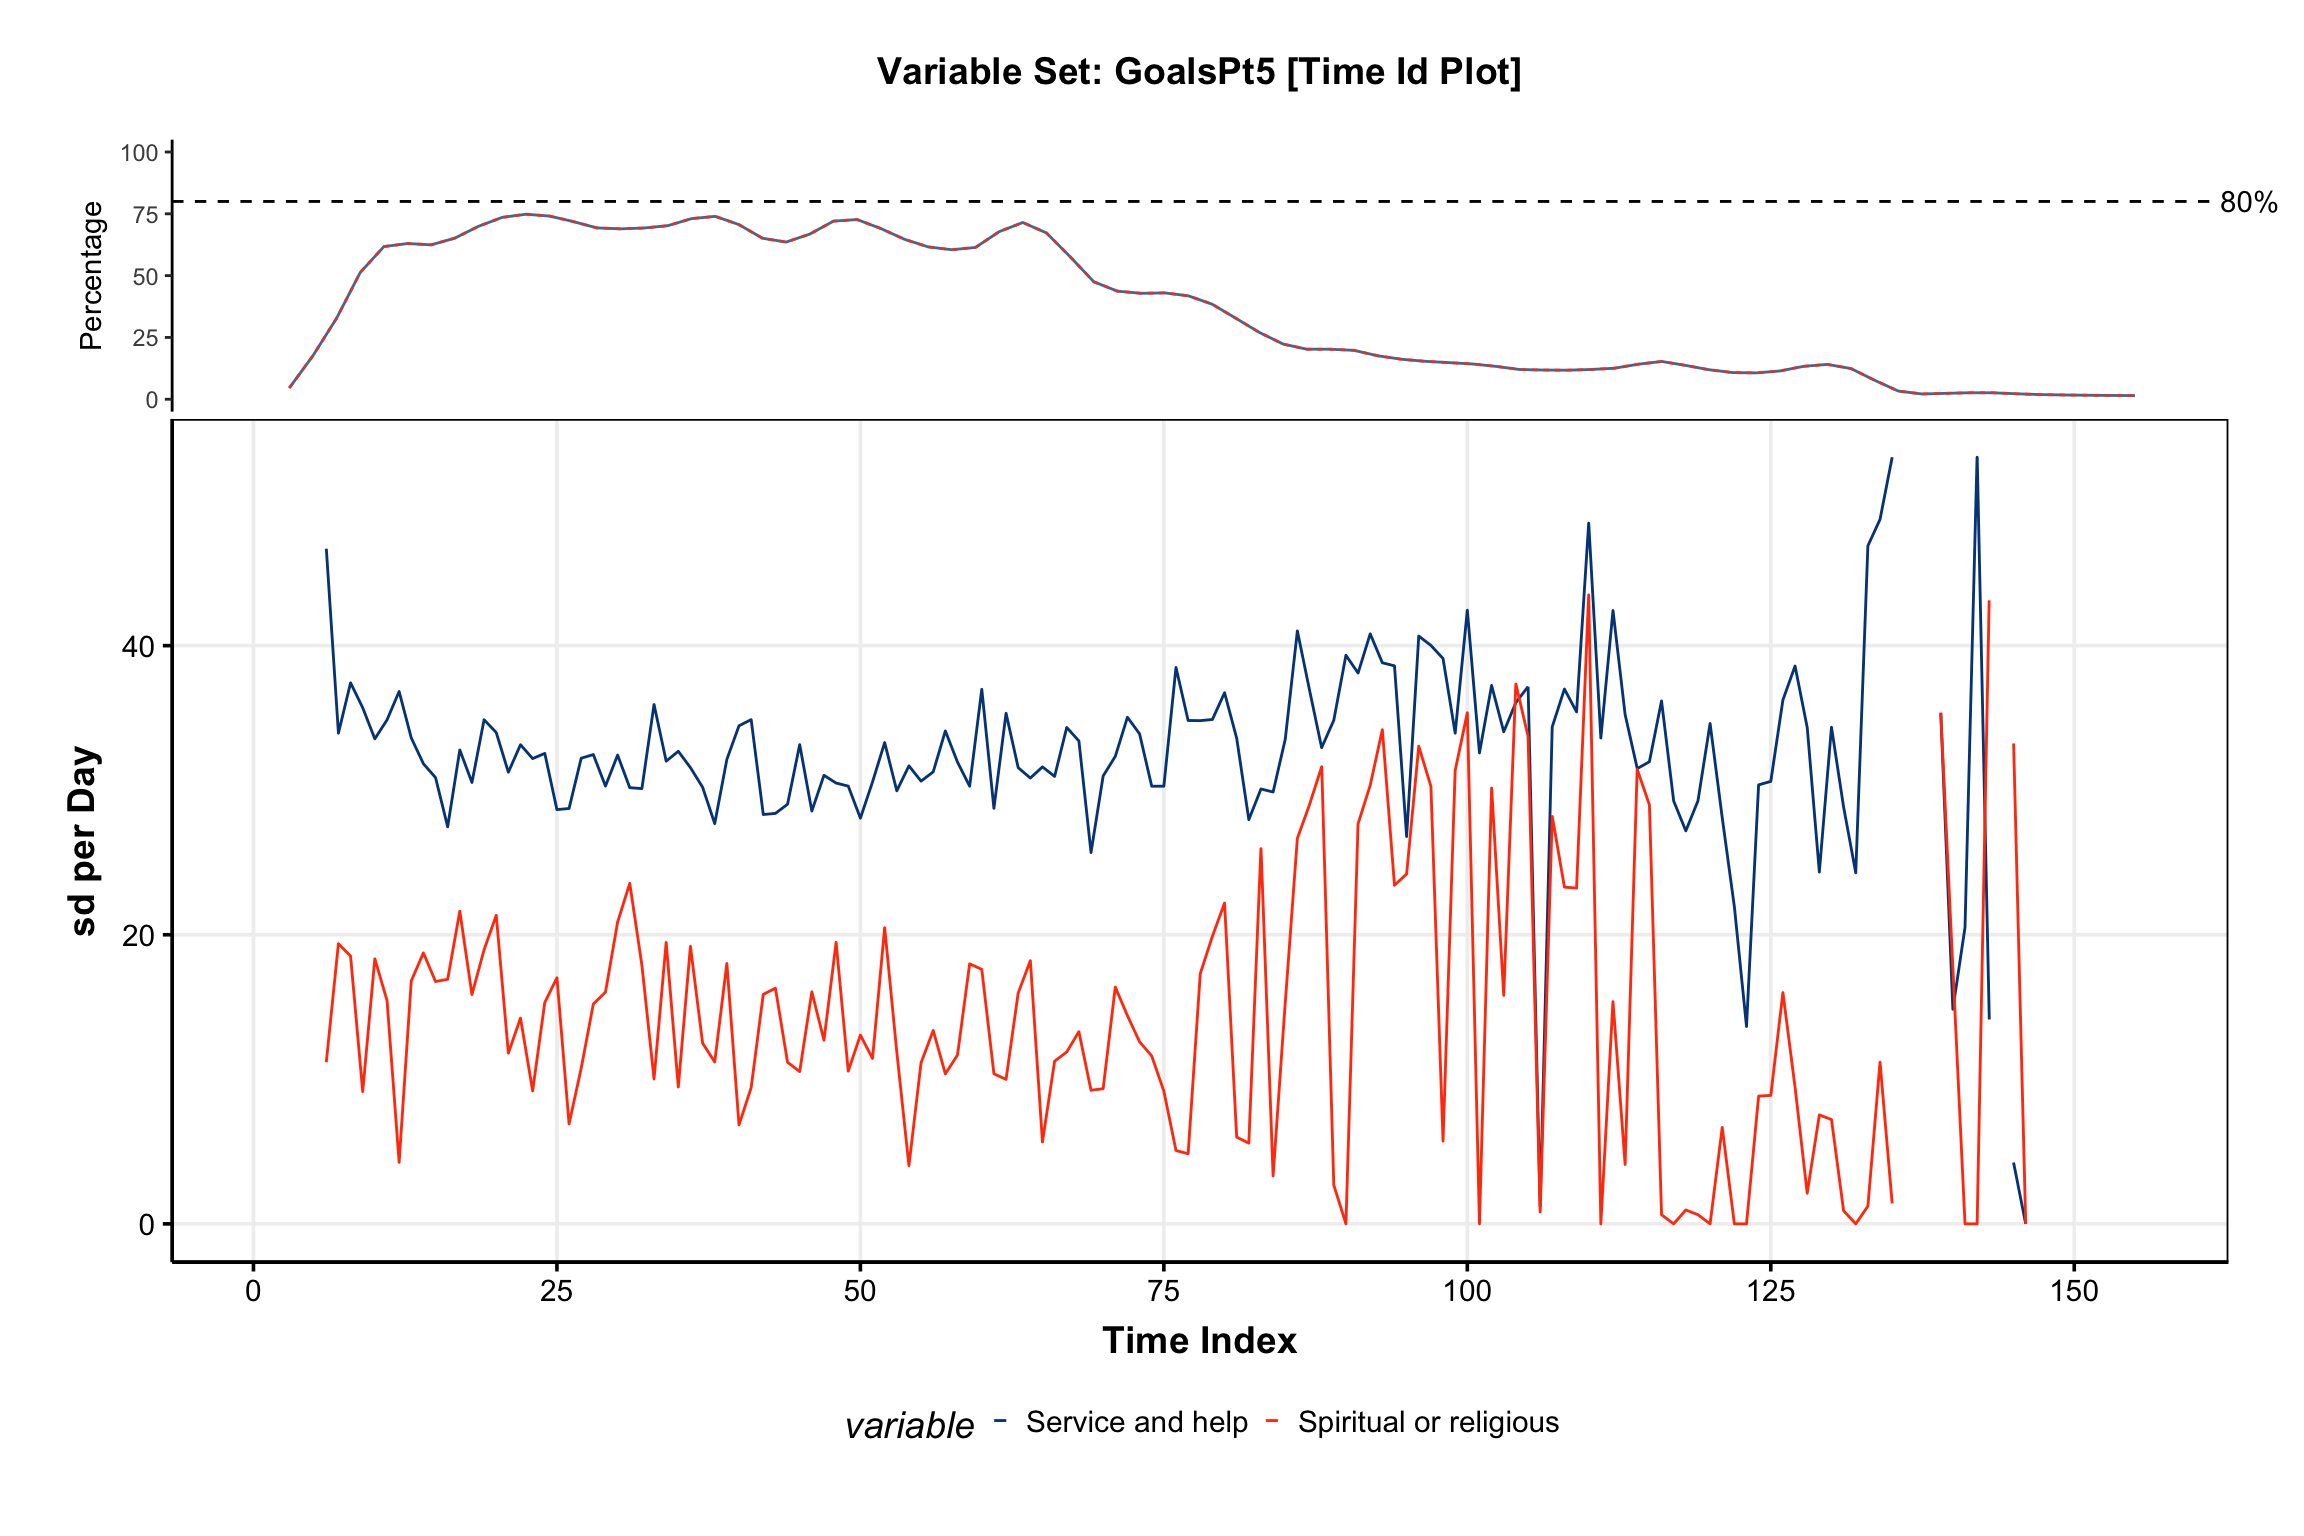 Variable Set: GoalsPt5 [Time Id Plot]
100
75
50
25
0
Percentage
80%
40
20
0
sd per Day
0 25 50 75 100 125 150
Time Index
variable Service and help Spiritual or religious